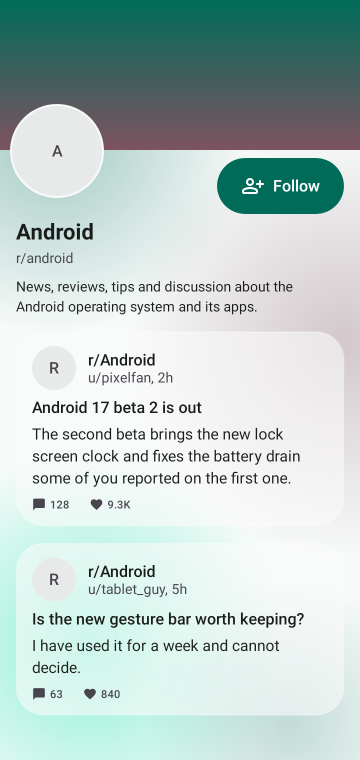 A
Follow
Android
r/android
News, reviews, tips and discussion about the
Android operating system and its apps.
R
r/Android
u/pixelfan, 2h
Android 17 beta 2 is out
The second beta brings the new lock
screen clock and fixes the battery drain
some of you reported on the first one.
128 9.3K
R
r/Android
u/tablet_guy, 5h
Is the new gesture bar worth keeping?
I have used it for a week and cannot
decide.
63 840